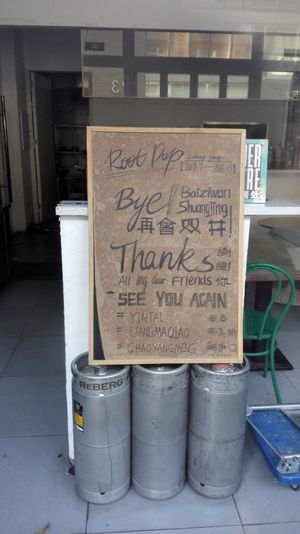 Root Pop
Bye!! Baiziwan
Shuangjing
再會双井!
Thanks 謝謝
All my dear Friends 你
SEE YOU AGAIN
# YINTAI
# LIANGMAQIAO
# CHAOYANGMENG
REBERG